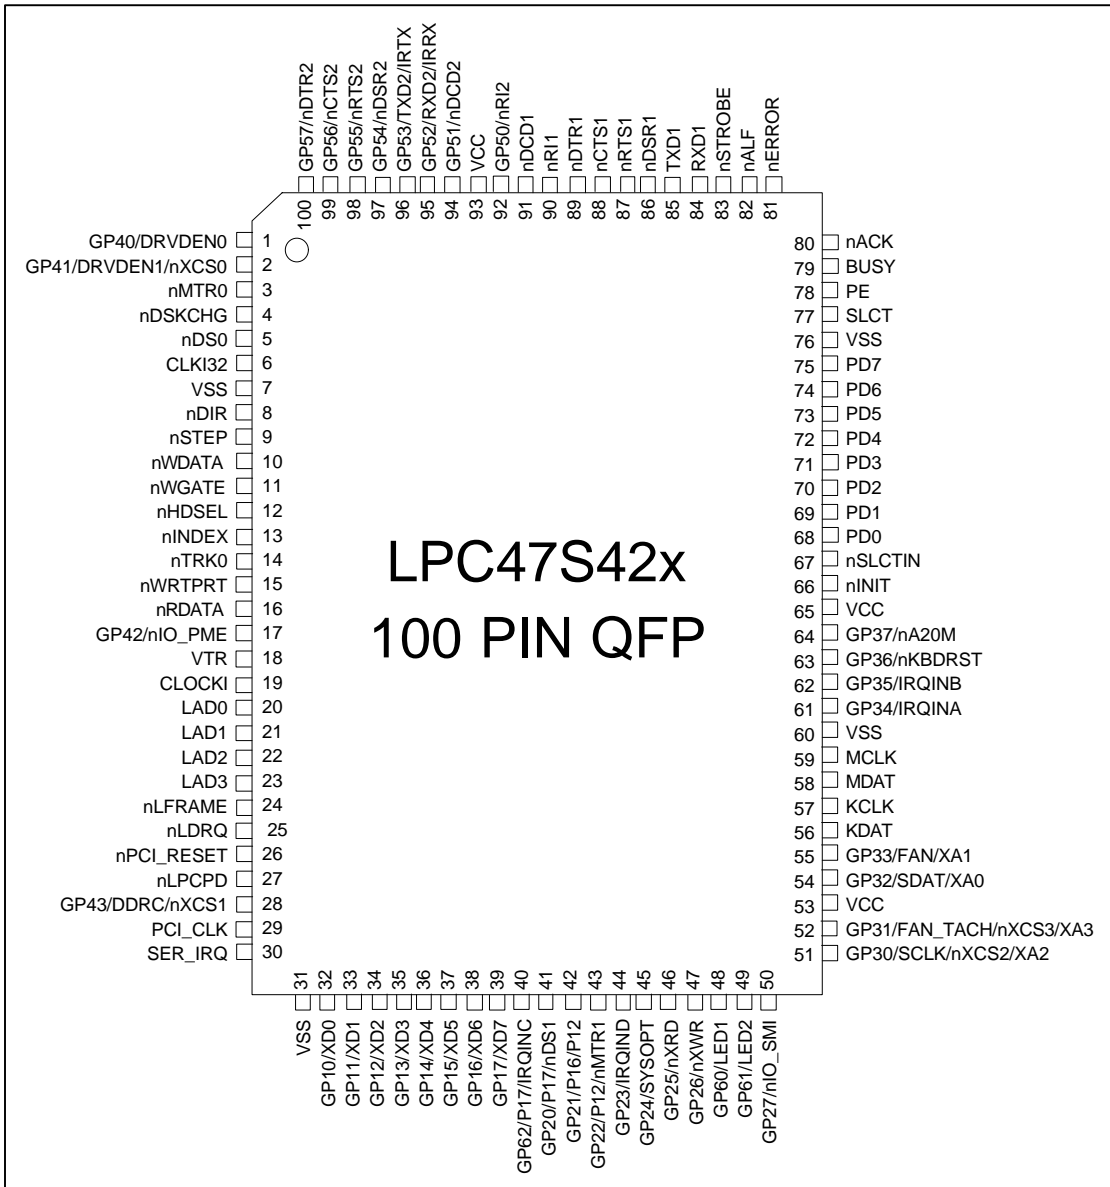 GP57/nDTR2
GP56/nCTS2
GP55/nRTS2
GP54/nDSR2
GP53/TXD2/IRTX
GP52/RXD2/IRRX
GP51/nDCD2
VCC
GP50/nRI2
nDCD1
nRI1
nDTR1
nCTS1
nRTS1
nDSR1
TXD1
RXD1
nSTROBE
nALF
nERROR
100
99
98
97
96
95
94
93
92
91
90
89
88
87
86
85
84
83
82
81
GP40/DRVDEN0 1
GP41/DRVDEN1/nXCS0 2
nMTR0 3
nDSKCHG 4
nDS0 5
CLKI32 6
VSS 7
nDIR 8
nSTEP 9
nWDATA 10
nWGATE 11
nHDSEL 12
nINDEX 13
nTRK0 14
nWRTPRT 15
nRDATA 16
GP42/nIO_PME 17
VTR 18
CLOCKI 19
LAD0 20
LAD1 21
LAD2 22
LAD3 23
nLFRAME 24
nLDRQ 25
nPCI_RESET 26
nLPCPD 27
GP43/DDRC/nXCS1 28
PCI_CLK 29
SER_IRQ 30
LPC47S42x
100 PIN QFP
80 nACK
79 BUSY
78 PE
77 SLCT
76 VSS
75 PD7
74 PD6
73 PD5
72 PD4
71 PD3
70 PD2
69 PD1
68 PD0
67 nSLCTIN
66 nINIT
65 VCC
64 GP37/nA20M
63 GP36/nKBDRST
62 GP35/IRQINB
61 GP34/IRQINA
60 VSS
59 MCLK
58 MDAT
57 KCLK
56 KDAT
55 GP33/FAN/XA1
54 GP32/SDAT/XA0
53 VCC
52 GP31/FAN_TACH/nXCS3/XA3
51 GP30/SCLK/nXCS2/XA2
31
32
33
34
35
36
37
38
39
40
41
42
43
44
45
46
47
48
49
50
VSS
GP10/XD0
GP11/XD1
GP12/XD2
GP13/XD3
GP14/XD4
GP15/XD5
GP16/XD6
GP17/XD7
GP62/P17/IRQINC
GP20/P17/nDS1
GP21/P16/P12
GP22/P12/nMTR1
GP23/IRQIND
GP24/SYSOPT
GP25/nXRD
GP26/nXWR
GP60/LED1
GP61/LED2
GP27/nIO_SMI